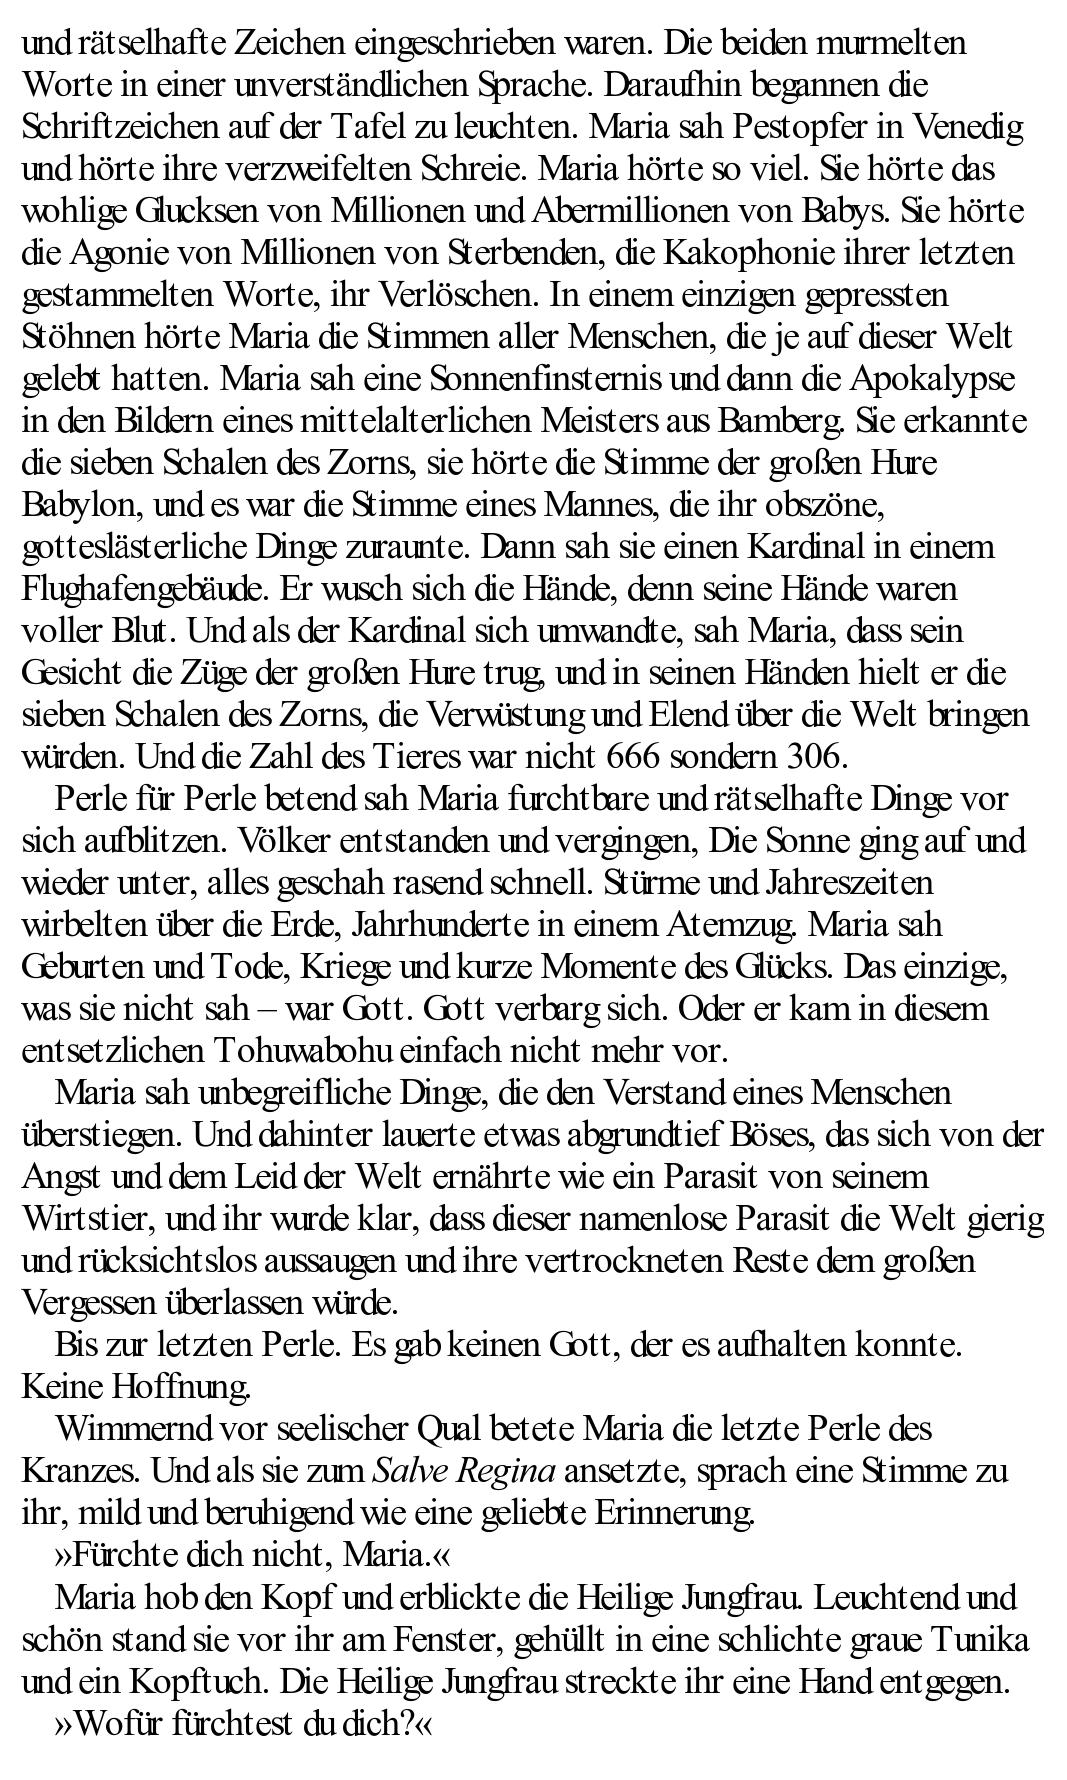 und rätselhafte Zeichen eingeschrieben waren. Die beiden murmelten
Worte in einer unverständlichen Sprache. Daraufhin begannen die
Schriftzeichen auf der Tafel zu leuchten. Maria sah Pestopfer in Venedig
und hörte ihre verzweifelten Schreie. Maria hörte so viel. Sie hörte das
wohlige Glucksen von Millionen und Abermillionen von Babys. Sie hörte
die Agonie von Millionen von Sterbenden, die Kakophonie ihrer letzten
gestammelten Worte, ihr Verlöschen. In einem einzigen gepressten
Stöhnen hörte Maria die Stimmen aller Menschen, die je auf dieser Welt
gelebt hatten. Maria sah eine Sonnenfinsternis und dann die Apokalypse
in den Bildern eines mittelalterlichen Meisters aus Bamberg. Sie erkannte
die sieben Schalen des Zorns, sie hörte die Stimme der großen Hure
Babylon, und es war die Stimme eines Mannes, die ihr obszöne,
gotteslästerliche Dinge zuraunte. Dann sah sie einen Kardinal in einem
Flughafengebäude. Er wusch sich die Hände, denn seine Hände waren
voller Blut. Und als der Kardinal sich umwandte, sah Maria, dass sein
Gesicht die Züge der großen Hure trug, und in seinen Händen hielt er die
sieben Schalen des Zorns, die Verwüstung und Elend über die Welt bringen
würden. Und die Zahl des Tieres war nicht 666 sondern 306.
Perle für Perle betend sah Maria furchtbare und rätselhafte Dinge vor
sich aufblitzen. Völker entstanden und vergingen, Die Sonne ging auf und
wieder unter, alles geschah rasend schnell. Stürme und Jahreszeiten
wirbelten über die Erde, Jahrhunderte in einem Atemzug. Maria sah
Geburten und Tode, Kriege und kurze Momente des Glücks. Das einzige,
was sie nicht sah – war Gott. Gott verbarg sich. Oder er kam in diesem
entsetzlichen Tohuwabohu einfach nicht mehr vor.
Maria sah unbegreifliche Dinge, die den Verstand eines Menschen
überstiegen. Und dahinter lauerte etwas abgrundtief Böses, das sich von der
Angst und dem Leid der Welt ernährte wie ein Parasit von seinem
Wirtstier, und ihr wurde klar, dass dieser namenlose Parasit die Welt gierig
und rücksichtslos aussaugen und ihre vertrockneten Reste dem großen
Vergessen überlassen würde.
Bis zur letzten Perle. Es gab keinen Gott, der es aufhalten konnte.
Keine Hoffnung.
Wimmernd vor seelischer Qual betete Maria die letzte Perle des
Kranzes. Und als sie zum Salve Regina ansetzte, sprach eine Stimme zu
ihr, mild und beruhigend wie eine geliebte Erinnerung.
»Fürchte dich nicht, Maria.«
Maria hob den Kopf und erblickte die Heilige Jungfrau. Leuchtend und
schön stand sie vor ihr am Fenster, gehüllt in eine schlichte graue Tunika
und ein Kopftuch. Die Heilige Jungfrau streckte ihr eine Hand entgegen.
»Wofür fürchtest du dich?«